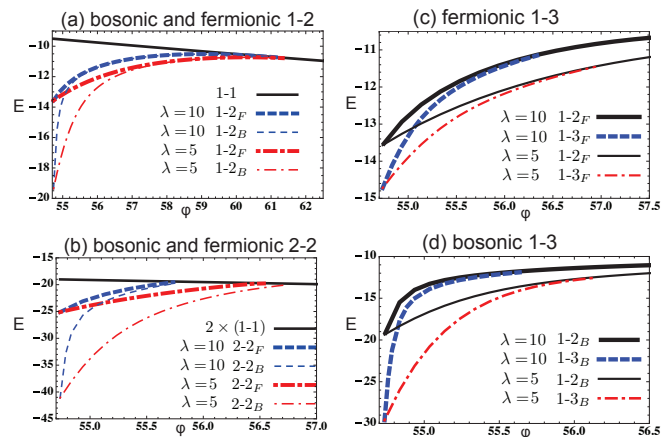 (a) bosonic and fermionic 1-2
−10
−12
E
−14
−16
−18
−20
1-1
λ = 10 1-2F
λ = 10 1-2B
λ = 5 1-2F
λ = 5 1-2B
55 56 57 58 59 60 61 62
φ
(c) fermionic 1-3
−11
−12
E
−13
−14
−15
λ = 10 1-2F
λ = 10 1-3F
λ = 5 1-2F
λ = 5 1-3F
55.0 55.5 56.0 56.5 57.0 57.5
φ
(b) bosonic and fermionic 2-2
−15
−20
E
−25
−30
−35
−40
−45
2 × (1-1)
λ = 10 2-2F
λ = 10 2-2B
λ = 5 2-2F
λ = 5 2-2B
55.0 55.5 56.0 56.5 57.0
φ
(d) bosonic 1-3
−10
−15
E
−20
−25
−30
λ = 10 1-2B
λ = 10 1-3B
λ = 5 1-2B
λ = 5 1-3B
55.0 55.5 56.0 56.5
φ